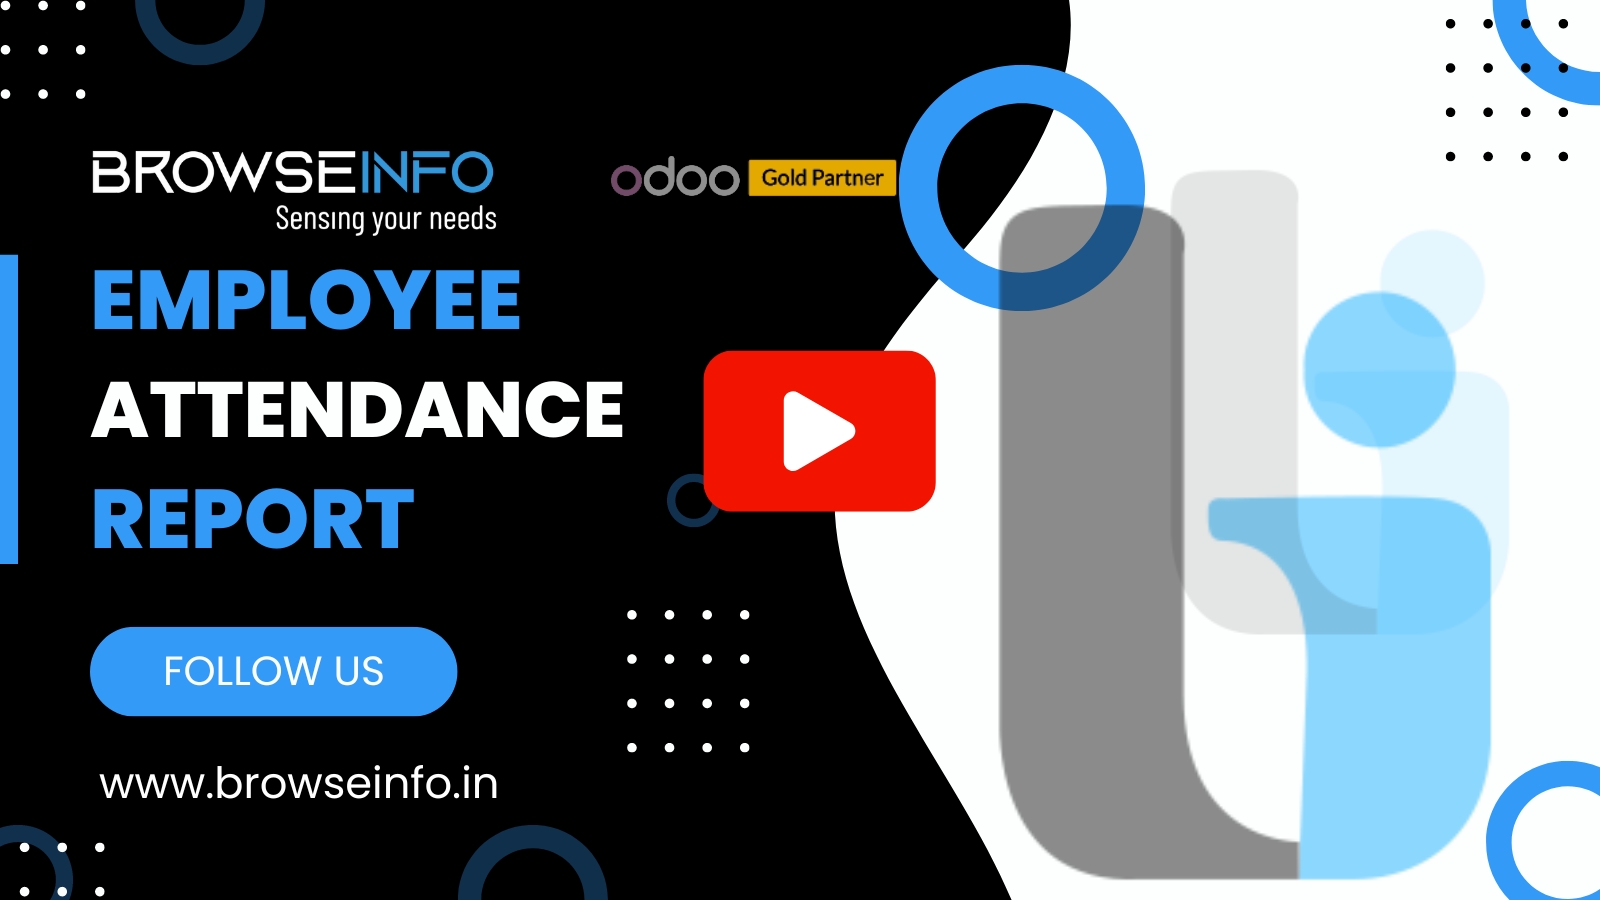 BROWSEINFO
Sensing your needs
odoo Gold Partner
EMPLOYEE
ATTENDANCE
REPORT
FOLLOW US
www.browseinfo.in